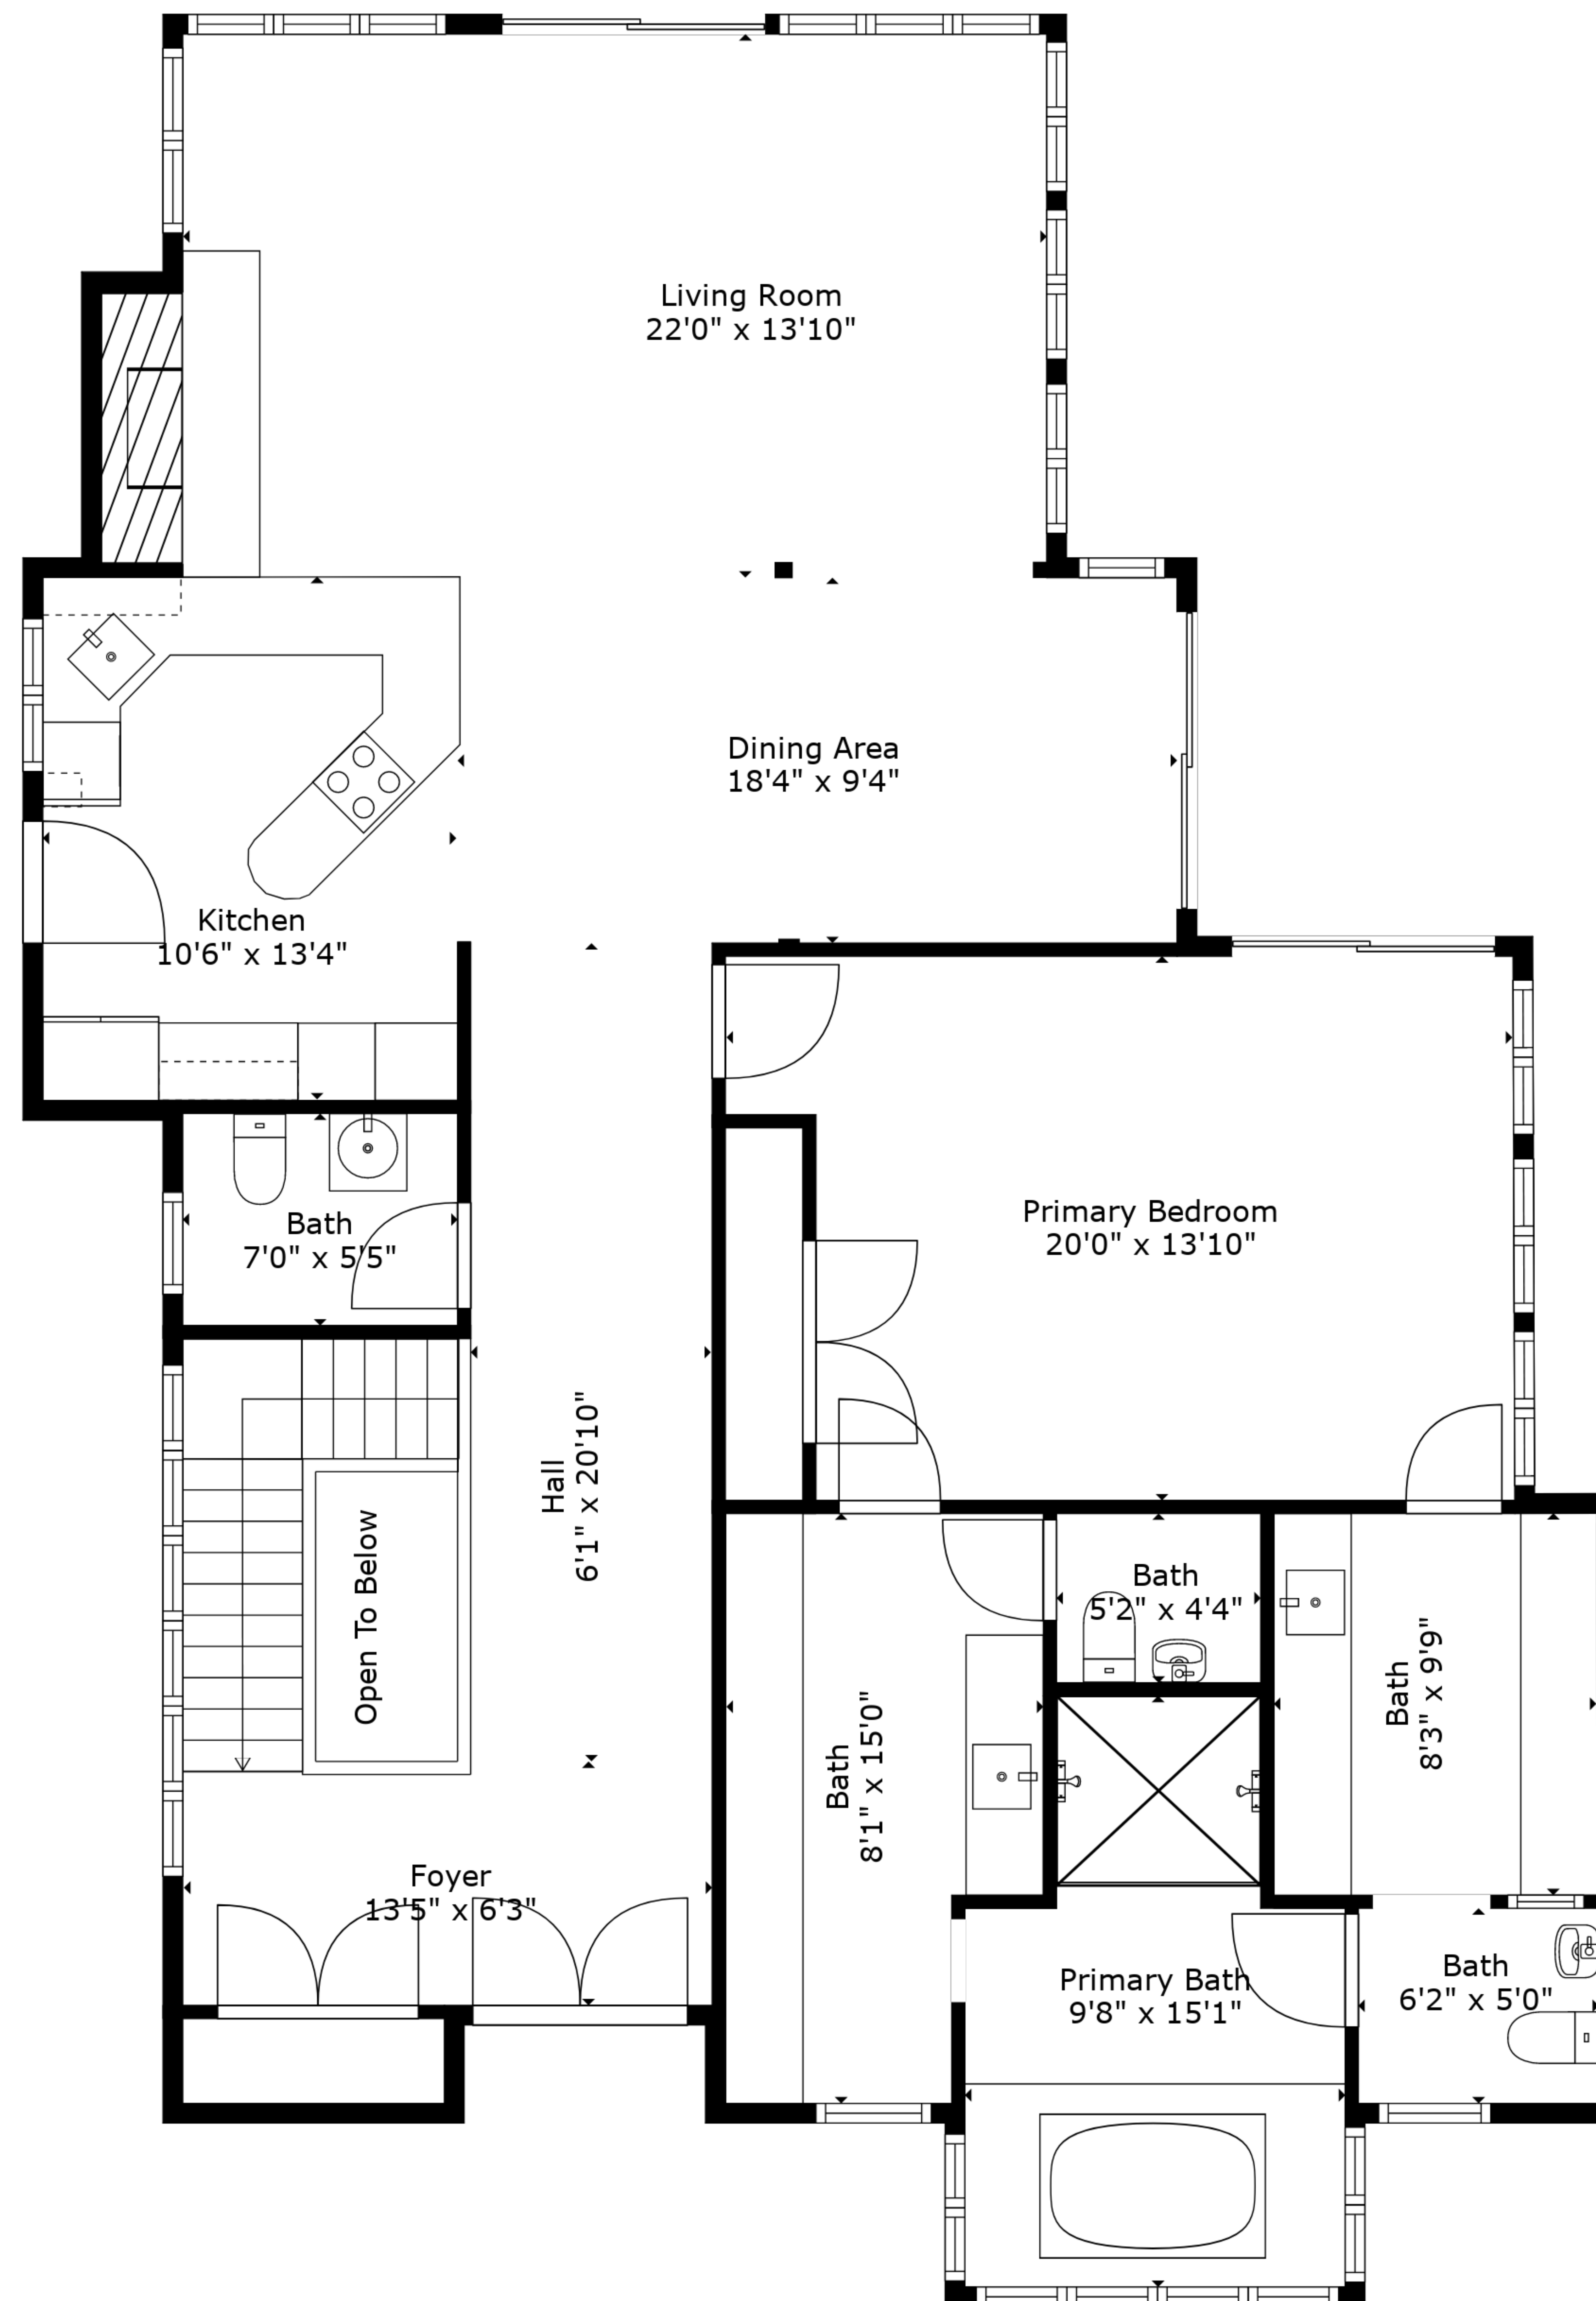 Living Room
22'0" x 13'10"
Dining Area
18'4" x 9'4"
Kitchen
10'6" x 13'4"
Bath
7'0" x 5'5"
Primary Bedroom
20'0" x 13'10"
Hall
6'1" x 20'10"
Open To Below
Bath
5'2" x 4'4"
Bath
8'3" x 9'9"
Bath
8'1" x 15'0"
Foyer
13'5" x 6'3"
Primary Bath
9'8" x 15'1"
Bath
6'2" x 5'0"